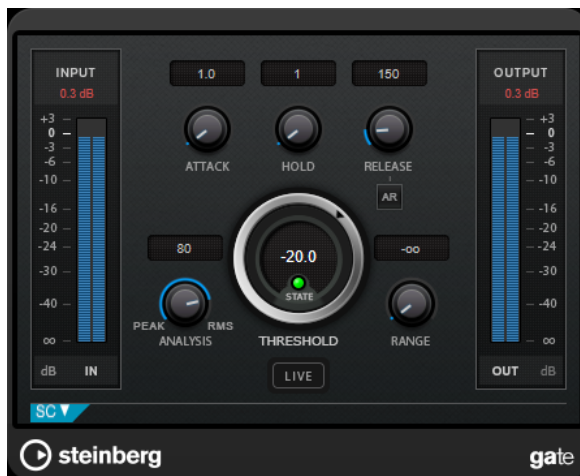 INPUT
0.3 dB
1.0
1
150
OUTPUT
0.3 dB
+3
0
-3
-6
-10
-16
-20
-24
-30
-40
∞
ATTACK
HOLD
RELEASE
AR
80
-20.0
STATE
-∞
PEAK
RMS
ANALYSIS
THRESHOLD
RANGE
LIVE
+3
0
-3
-6
-10
-16
-20
-24
-30
-40
∞
dB IN
OUT dB
SC
steinberg
gate